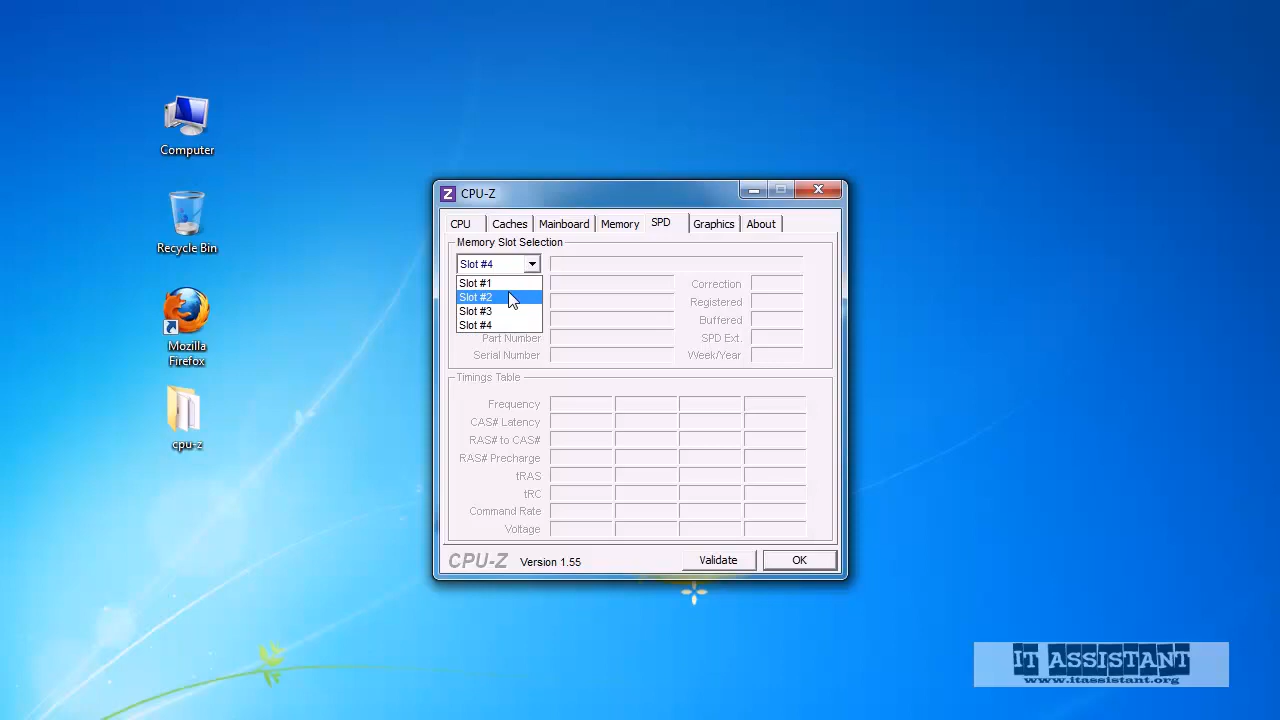 Computer
Recycle Bin
Mozilla
Firefox
cpu-z
Z CPU-Z
CPU Caches Mainboard Memory SPD Graphics About
Memory Slot Selection
Slot #4
Slot #1
Slot #2
Slot #3
Slot #4
Correction
Registered
Buffered
Part Number SPD Ext.
Serial Number Week/Year
Timings Table
Frequency
CAS# Latency
RAS# to CAS#
RAS# Precharge
tRAS
tRC
Command Rate
Voltage
CPU-Z Version 1.55 Validate OK
IT ASSISTANT
www.itassistant.org